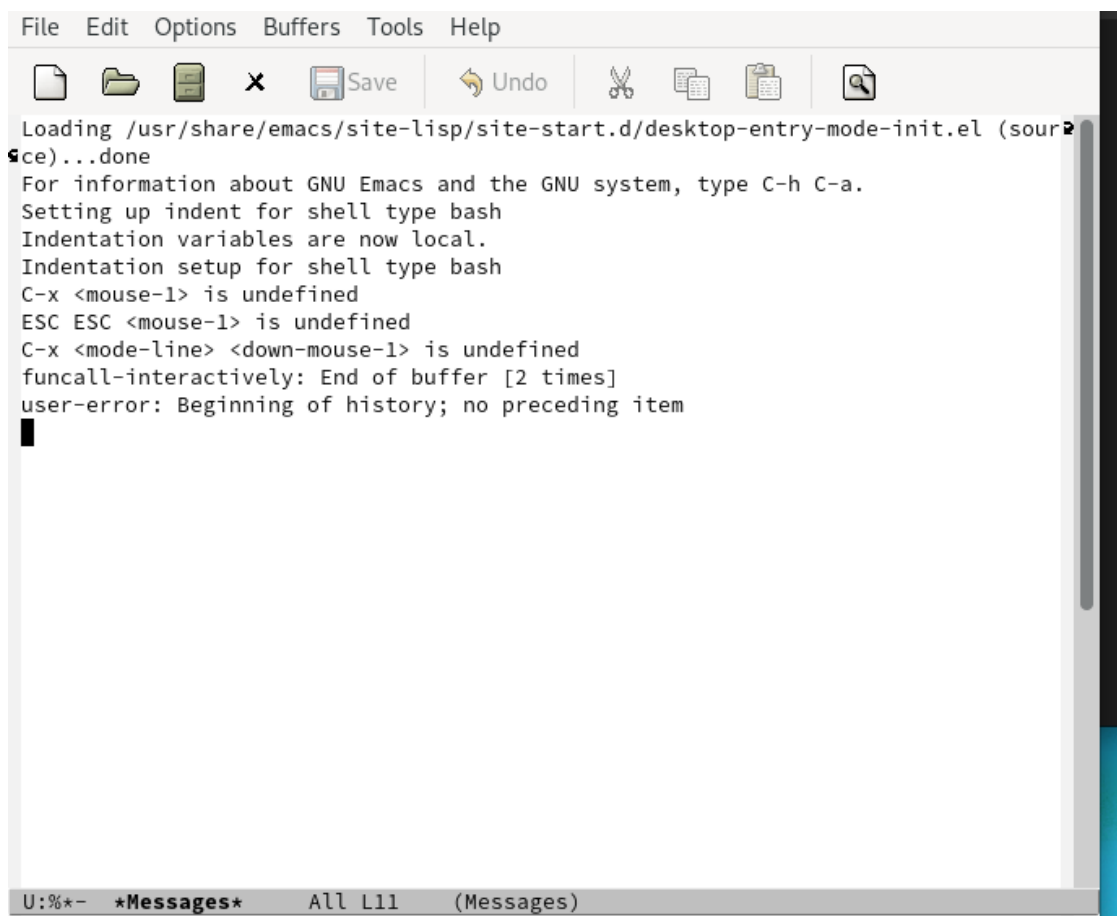 File Edit Options Buffers Tools Help
Save Undo
Loading /usr/share/emacs/site-lisp/site-start.d/desktop-entry-mode-init.el (sour
ce)...done
For information about GNU Emacs and the GNU system, type C-h C-a.
Setting up indent for shell type bash
Indentation variables are now local.
Indentation setup for shell type bash
C-x <mouse-1> is undefined
ESC ESC <mouse-1> is undefined
C-x <mode-line> <down-mouse-1> is undefined
funcall-interactively: End of buffer [2 times]
user-error: Beginning of history; no preceding item
U:%*- *Messages* All L11 (Messages)